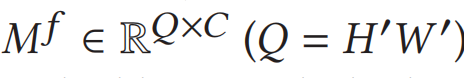 M^f ∈ ℝ^{Q×C} (Q = H′W′)